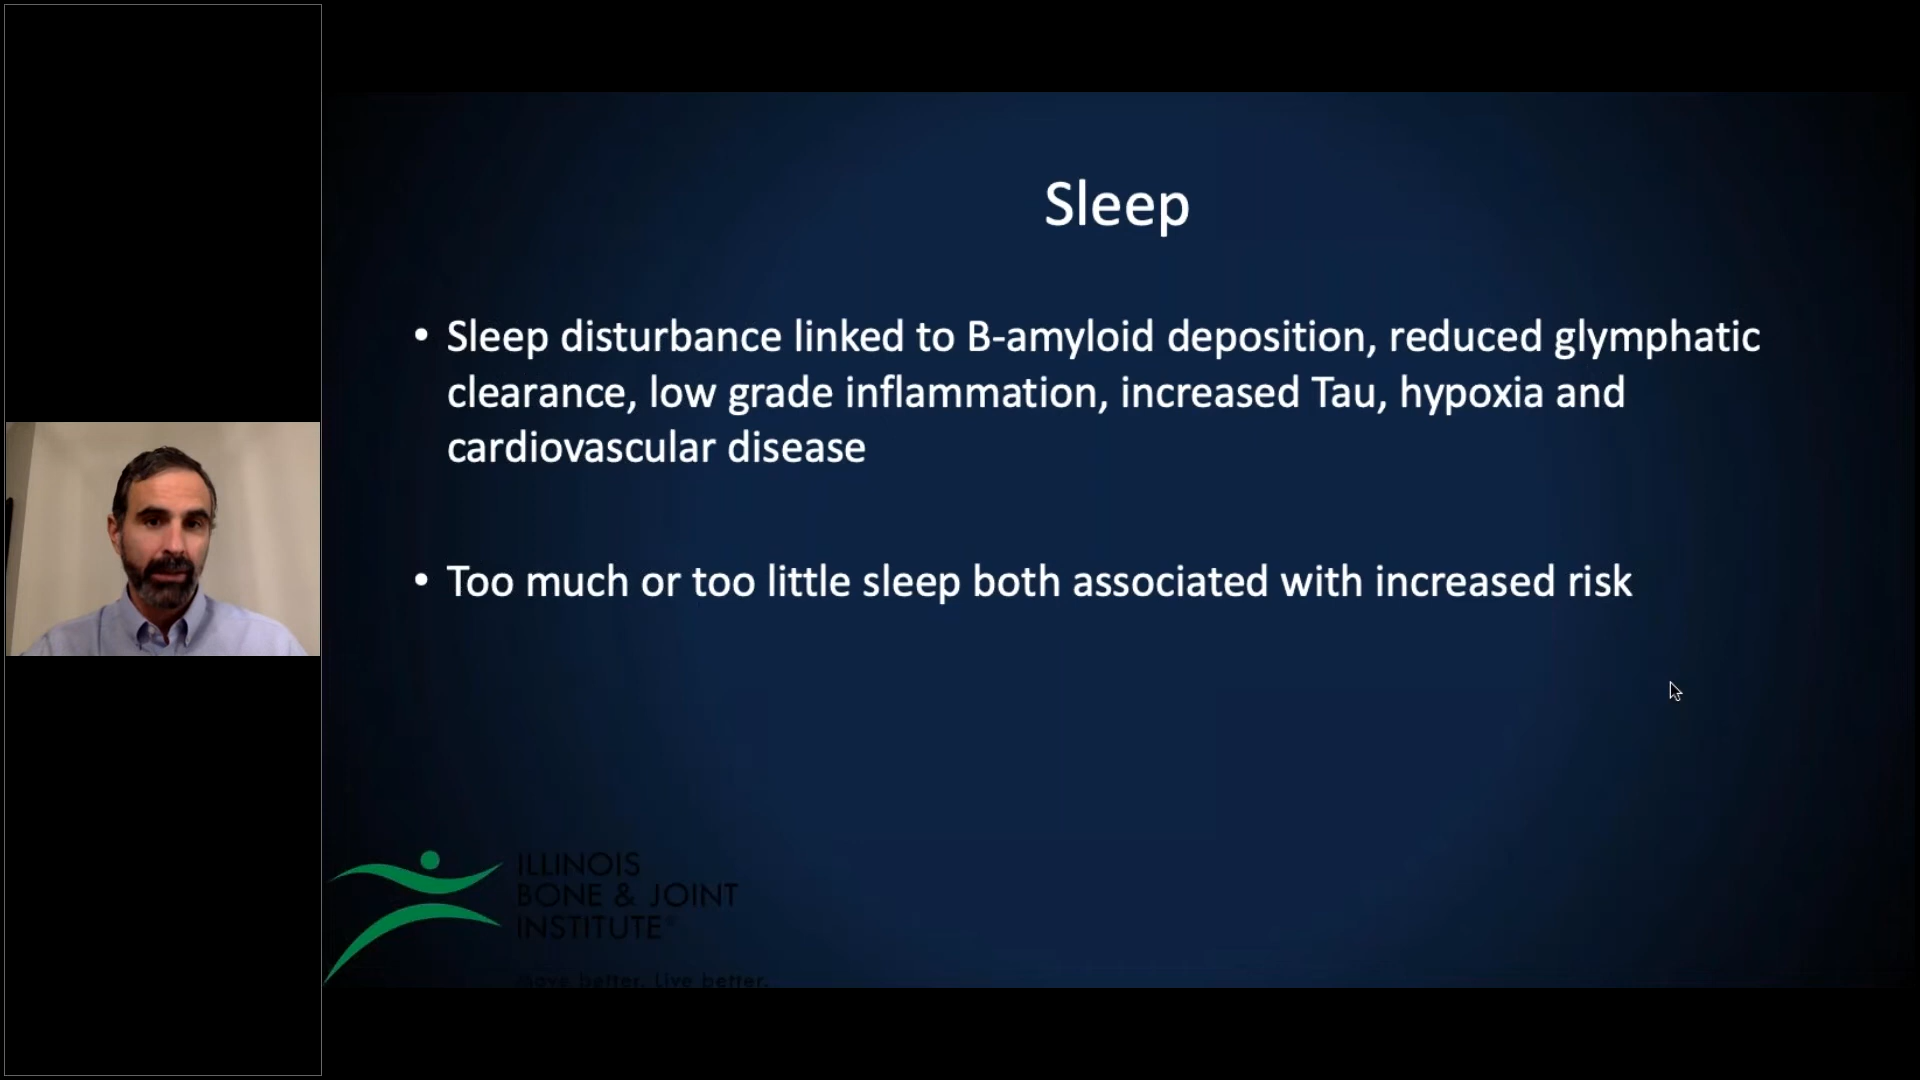 Sleep
• Sleep disturbance linked to B-amyloid deposition, reduced glymphatic
clearance, low grade inflammation, increased Tau, hypoxia and
cardiovascular disease
• Too much or too little sleep both associated with increased risk
ILLINOIS
BONE & JOINT
INSTITUTE®
Move better. Live better.